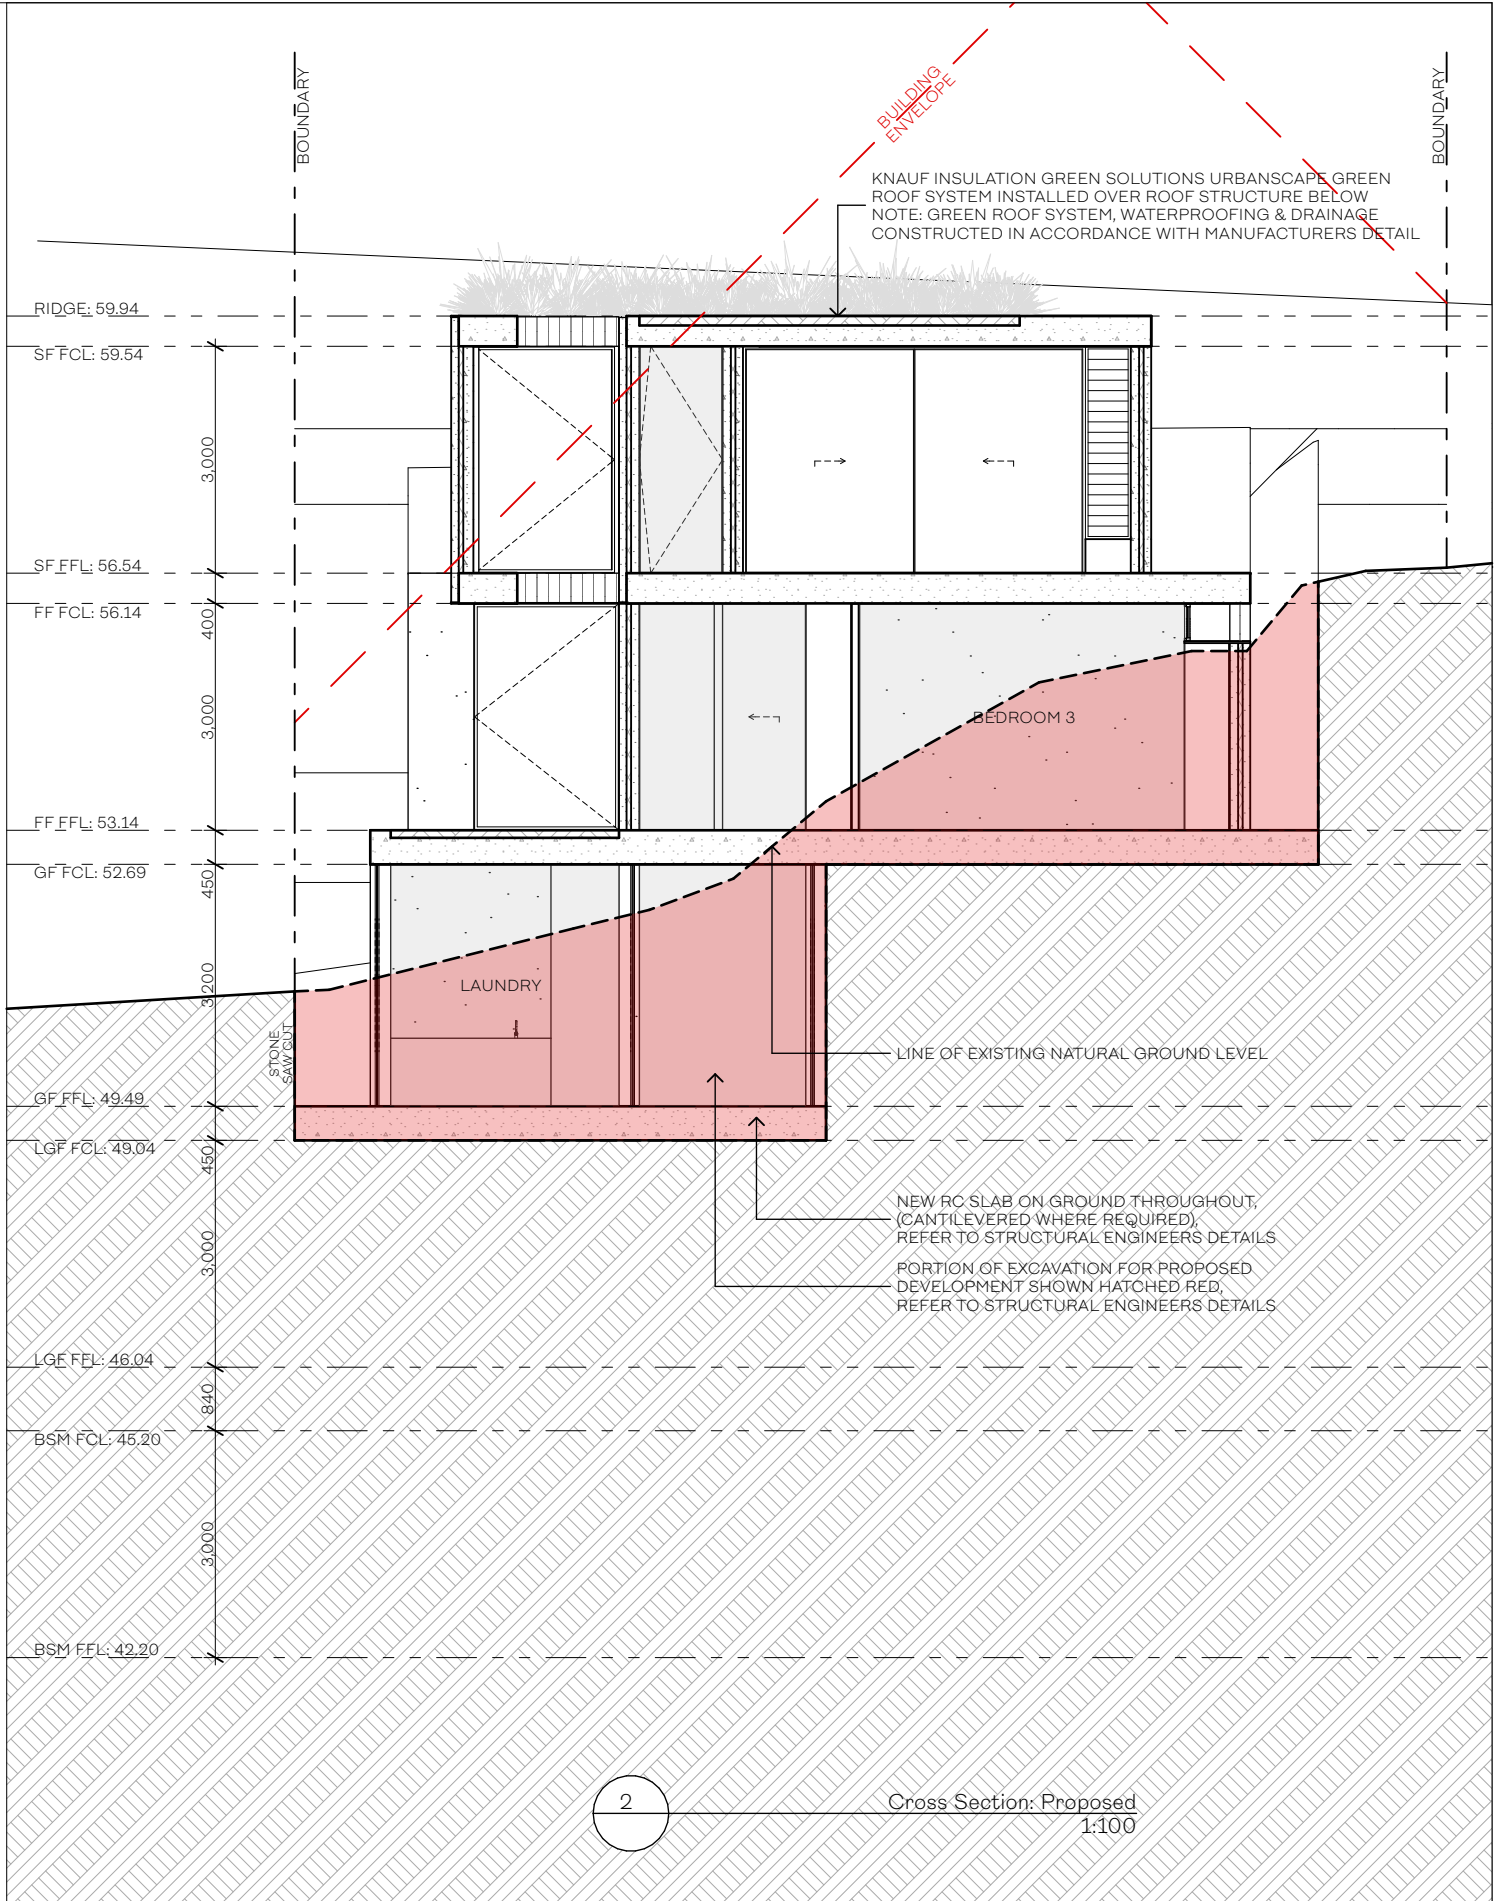 BOUNDARY
BUILDING
ENVELOPE
BOUNDARY
KNAUF INSULATION GREEN SOLUTIONS URBANSCAPE GREEN
ROOF SYSTEM INSTALLED OVER ROOF STRUCTURE BELOW
NOTE: GREEN ROOF SYSTEM, WATERPROOFING & DRAINAGE
CONSTRUCTED IN ACCORDANCE WITH MANUFACTURERS DETAIL
RIDGE: 59.94
SF FCL: 59.54
3,000
SF FFL: 56.54
FF FCL: 56.14
400
3,000
BEDROOM 3
FF FFL: 53.14
GF FCL: 52.69
450
3,200
LAUNDRY
STONE
SAW CUT
LINE OF EXISTING NATURAL GROUND LEVEL
GF FFL: 49.49
LGF FCL: 49.04
450
NEW RC SLAB ON GROUND THROUGHOUT,
(CANTILEVERED WHERE REQUIRED),
REFER TO STRUCTURAL ENGINEERS DETAILS
3,000
PORTION OF EXCAVATION FOR PROPOSED
DEVELOPMENT SHOWN HATCHED RED,
REFER TO STRUCTURAL ENGINEERS DETAILS
LGF FFL: 46.04
840
BSM FCL: 45.20
3,000
BSM FFL: 42.20
2
Cross Section: Proposed
1:100